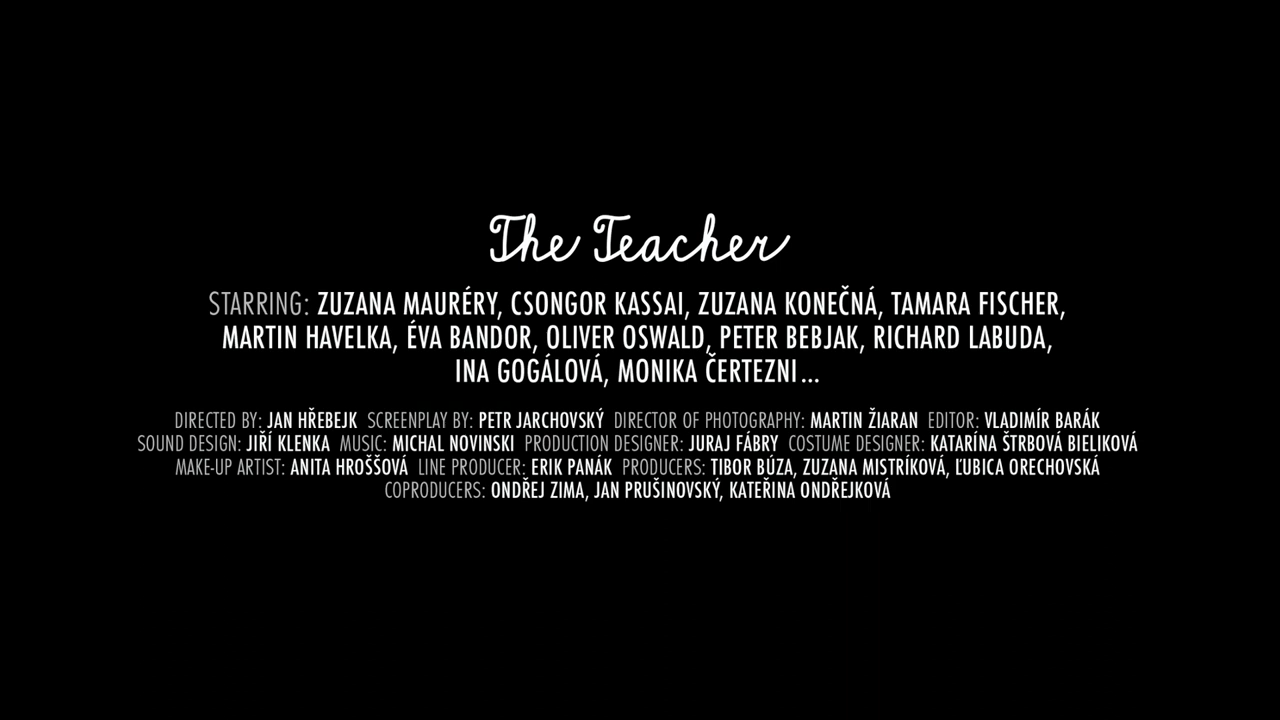 The Teacher
STARRING: ZUZANA MAURÉRY, CSONGOR KASSAI, ZUZANA KONEČNÁ, TAMARA FISCHER,
MARTIN HAVELKA, ÉVA BANDOR, OLIVER OSWALD, PETER BEBJAK, RICHARD LABUDA,
INA GOGÁLOVÁ, MONIKA ČERTEZNI...
DIRECTED BY: JAN HŘEBEJK SCREENPLAY BY: PETR JARCHOVSKÝ DIRECTOR OF PHOTOGRAPHY: MARTIN ŽIARAN EDITOR: VLADIMÍR BARÁK
SOUND DESIGN: JIŘÍ KLENKA MUSIC: MICHAL NOVINSKI PRODUCTION DESIGNER: JURAJ FÁBRY COSTUME DESIGNER: KATARÍNA ŠTRBOVÁ BIELIKOVÁ
MAKE-UP ARTIST: ANITA HROŠŠOVÁ LINE PRODUCER: ERIK PANÁK PRODUCERS: TIBOR BÚZA, ZUZANA MISTRÍKOVÁ, ĽUBICA ORECHOVSKÁ
COPRODUCERS: ONDŘEJ ZIMA, JAN PRUŠINOVSKÝ, KATEŘINA ONDŘEJKOVÁ